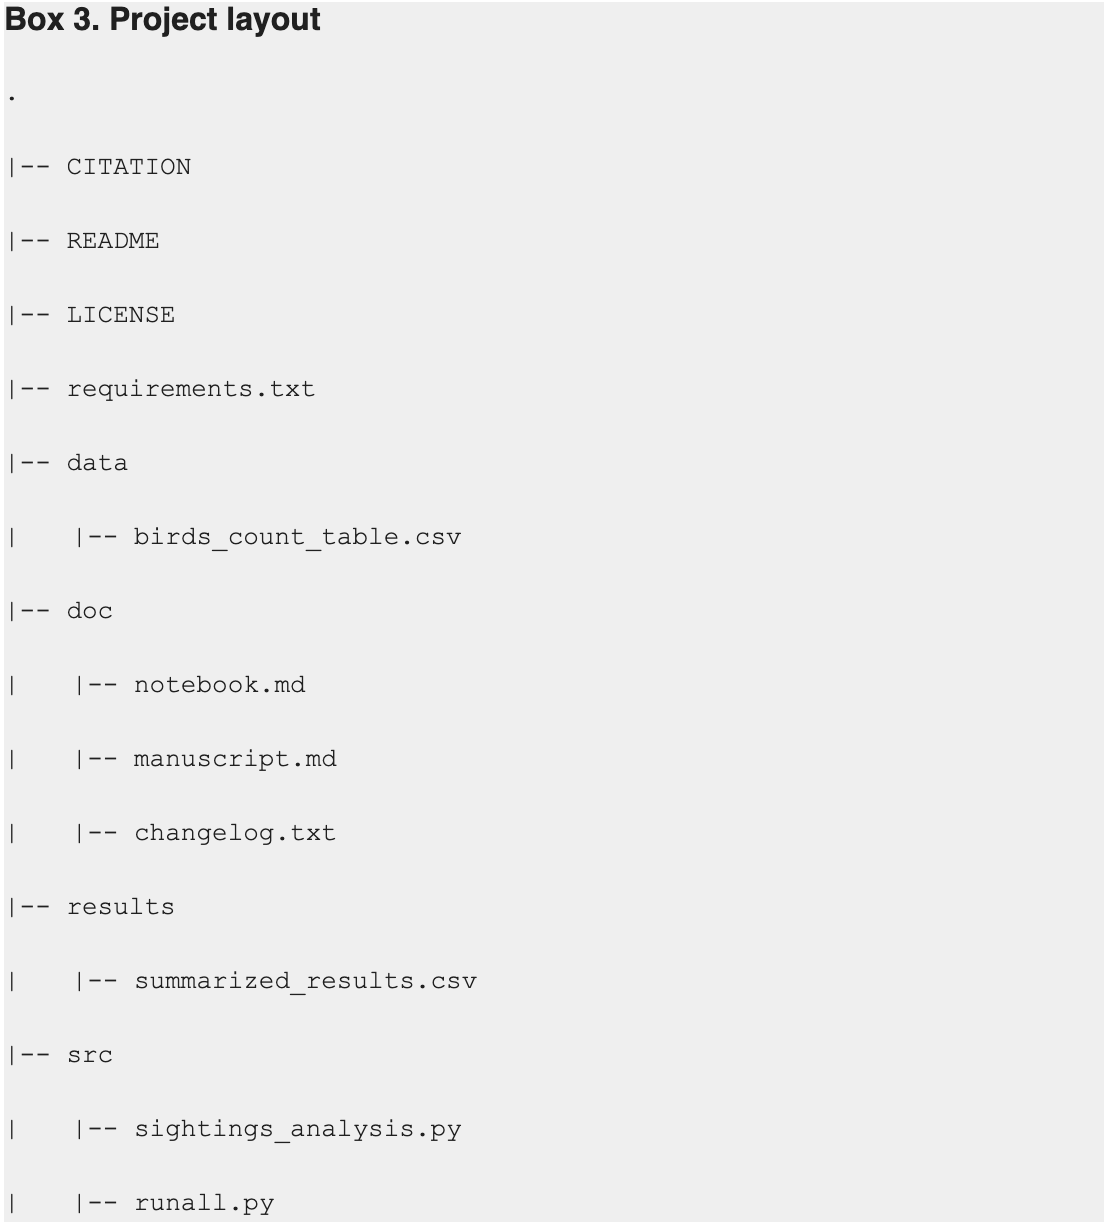 Box 3. Project layout
.
|-- CITATION
|-- README
|-- LICENSE
|-- requirements.txt
|-- data
|   |-- birds_count_table.csv
|-- doc
|   |-- notebook.md
|   |-- manuscript.md
|   |-- changelog.txt
|-- results
|   |-- summarized_results.csv
|-- src
|   |-- sightings_analysis.py
|   |-- runall.py